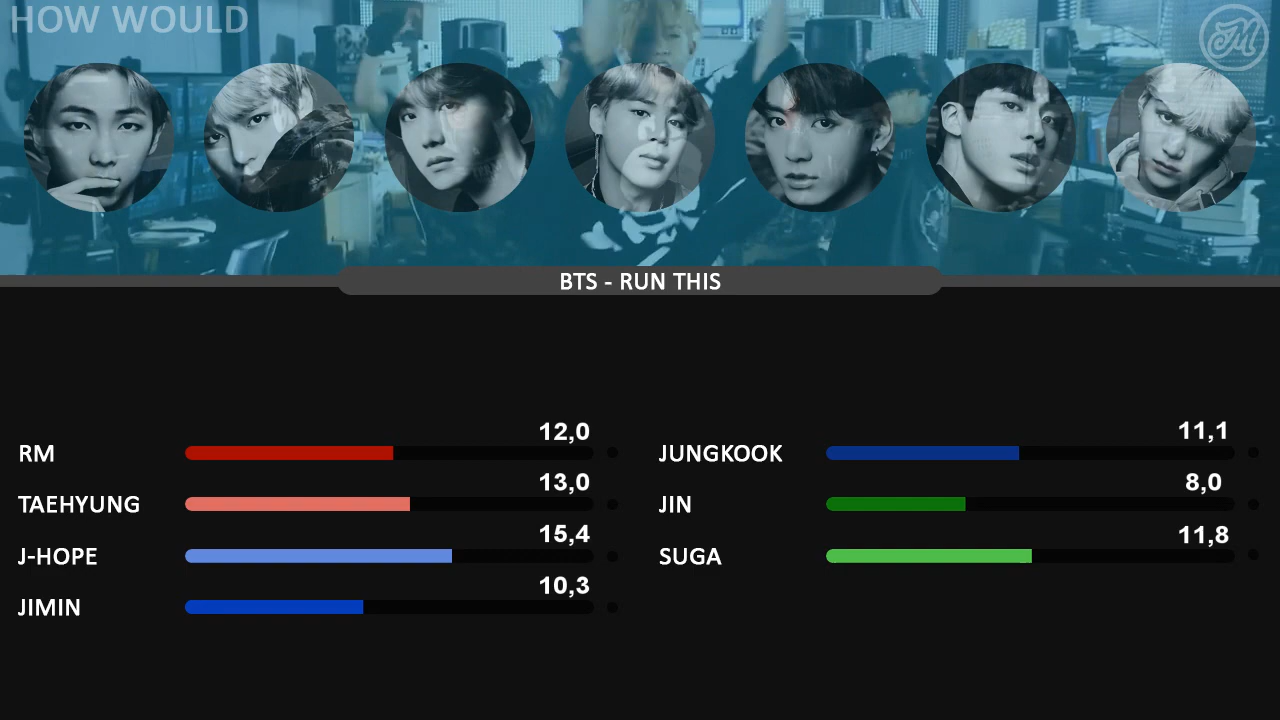 HOW WOULD
M
BTS - RUN THIS
RM
12,0
TAEHYUNG
13,0
J-HOPE
15,4
JIMIN
10,3
JUNGKOOK
11,1
JIN
8,0
SUGA
11,8